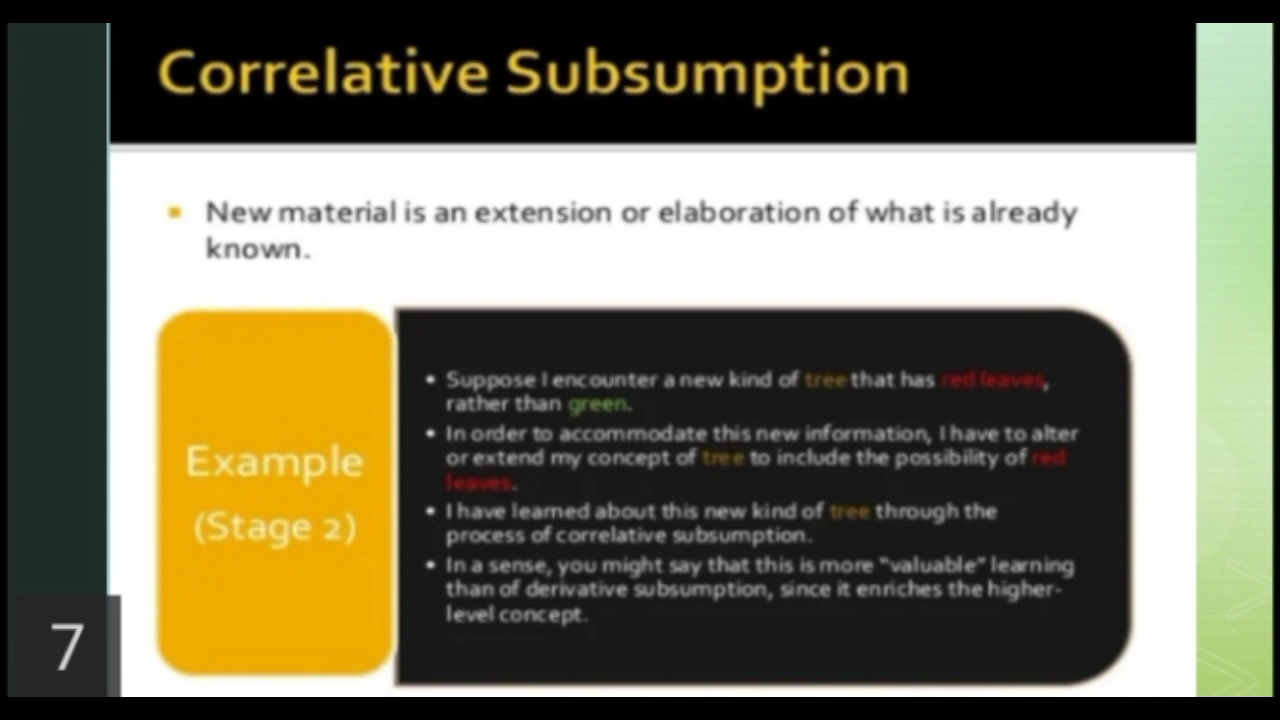 Correlative Subsumption
▪ New material is an extension or elaboration of what is already
known.
Example
(Stage 2)
• Suppose I encounter a new kind of tree that has red leaves,
rather than green.
• In order to accommodate this new information, I have to alter
or extend my concept of tree to include the possibility of red
leaves.
• I have learned about this new kind of tree through the
process of correlative subsumption.
• In a sense, you might say that this is more "valuable" learning
than of derivative subsumption, since it enriches the higher-
level concept.
7